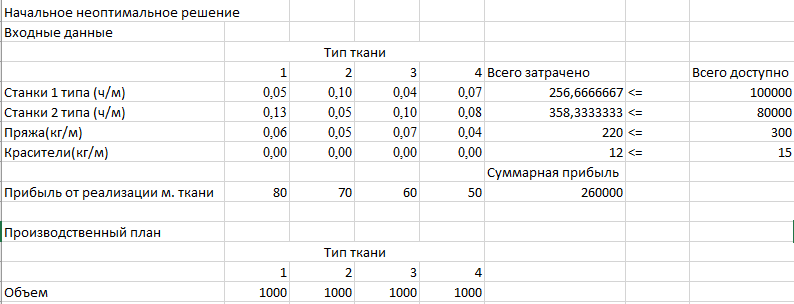 Начальное неоптимальное решение
Входные данные
Тип ткани
1 2 3 4 Всего затрачено Всего доступно
Станки 1 типа (ч/м) 0,05 0,10 0,04 0,07 256,6666667 <= 100000
Станки 2 типа (ч/м) 0,13 0,05 0,10 0,08 358,3333333 <= 80000
Пряжа(кг/м) 0,06 0,05 0,07 0,04 220 <= 300
Красители(кг/м) 0,00 0,00 0,00 0,00 12 <= 15
Суммарная прибыль
Прибыль от реализации м. ткани 80 70 60 50 260000
Производственный план
Тип ткани
1 2 3 4
Объем 1000 1000 1000 1000